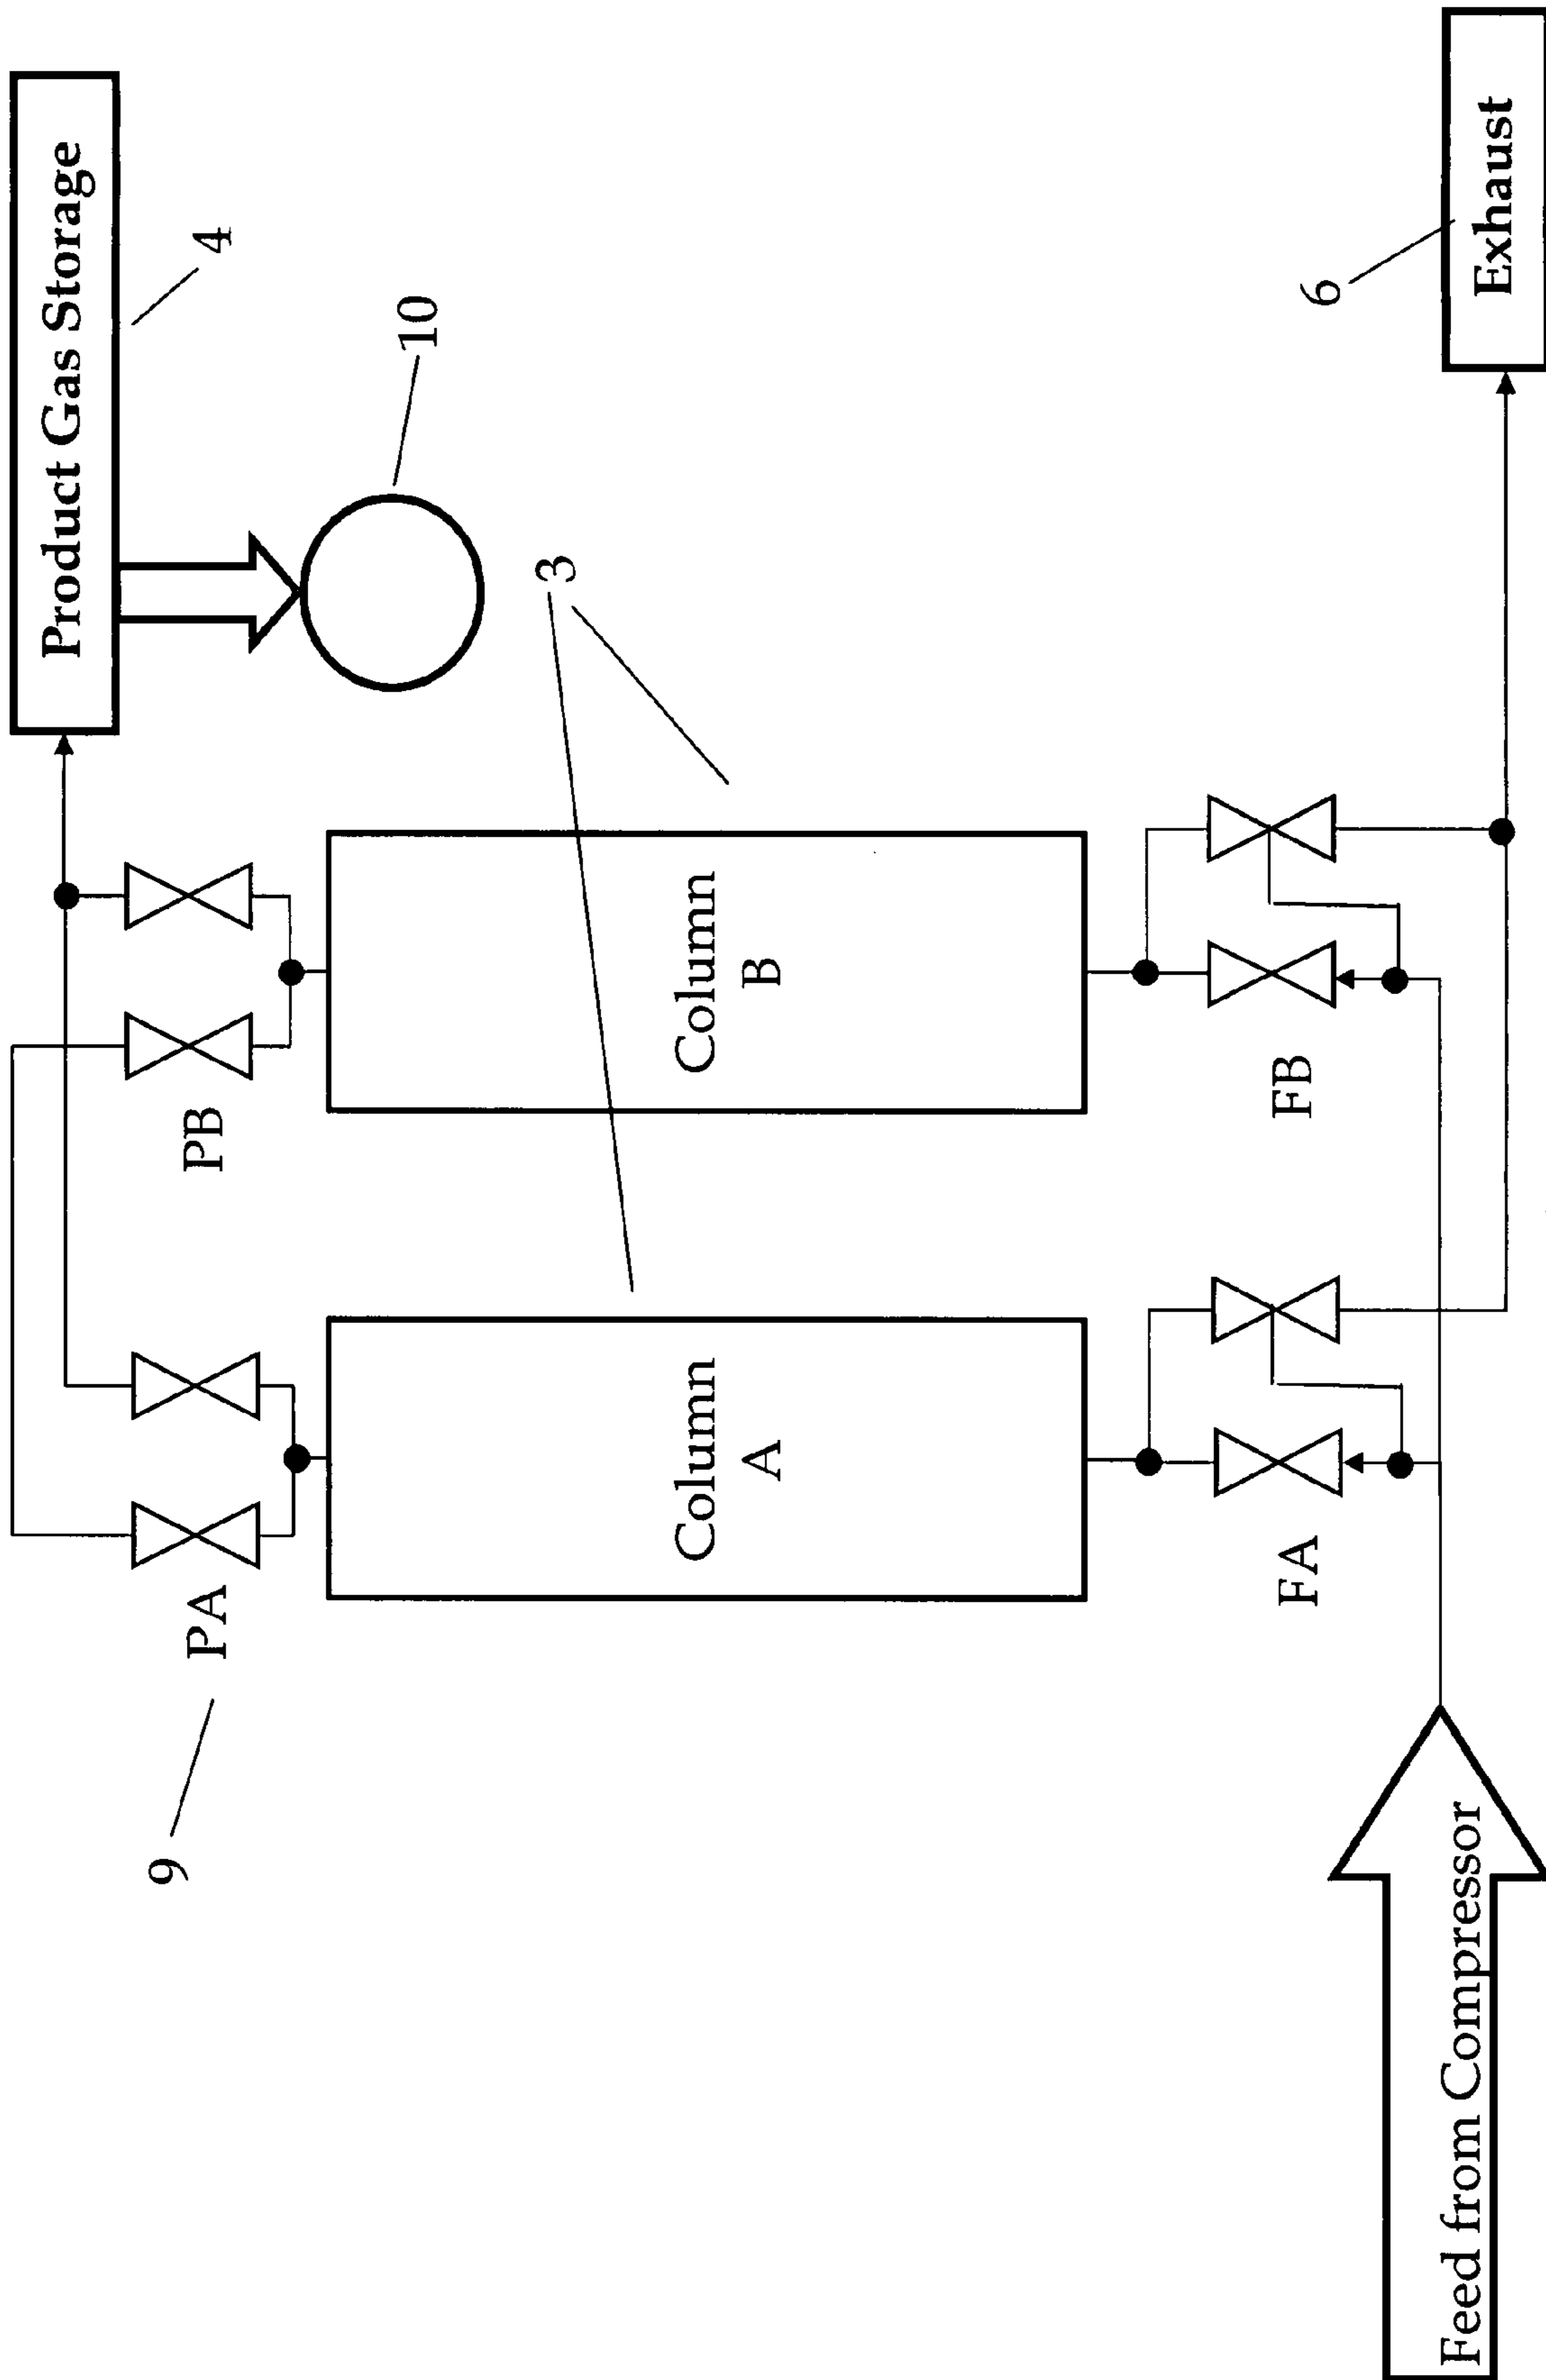 Product Gas Storage
9
PA
PB
4
10
3
Column
A
Column
B
FA
FB
6
Feed from Compressor
Exhaust